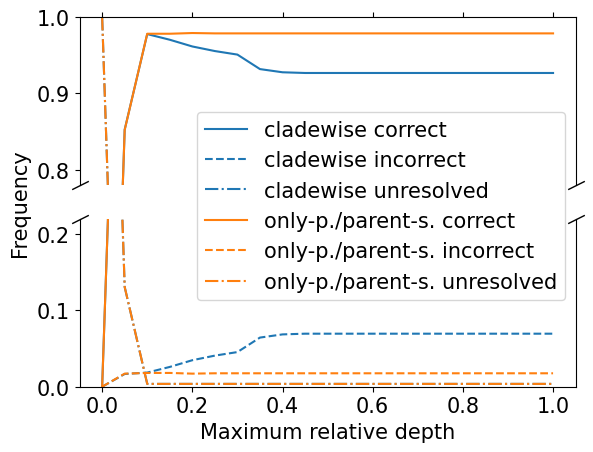 1.0
0.9
0.8
0.2
0.1
0.0
Frequency
cladewise correct
cladewise incorrect
cladewise unresolved
only-p./parent-s. correct
only-p./parent-s. incorrect
only-p./parent-s. unresolved
0.0 0.2 0.4 0.6 0.8 1.0
Maximum relative depth